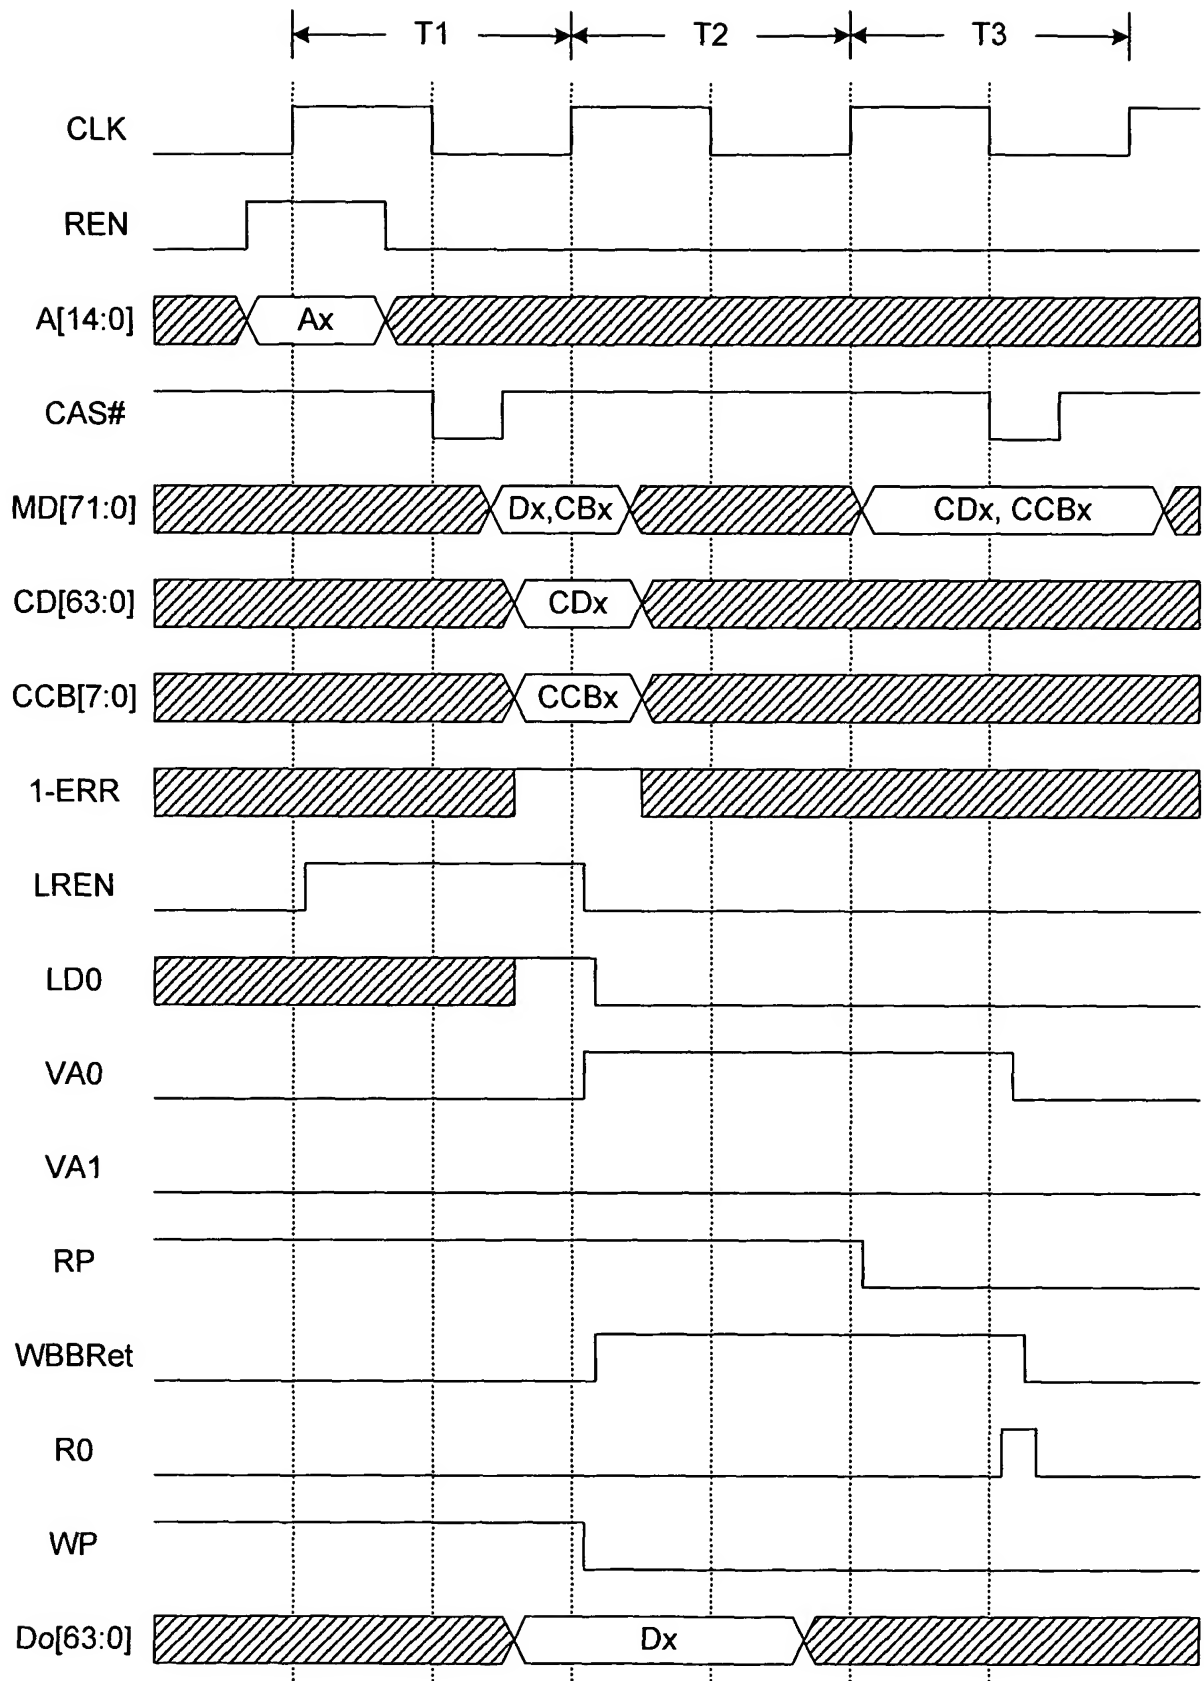 T1 T2 T3
CLK
REN
A[14:0] Ax
CAS#
MD[71:0] Dx,CBx CDx, CCBx
CD[63:0] CDx
CCB[7:0] CCBx
1-ERR
LREN
LD0
VA0
VA1
RP
WBBRet
R0
WP
Do[63:0] Dx